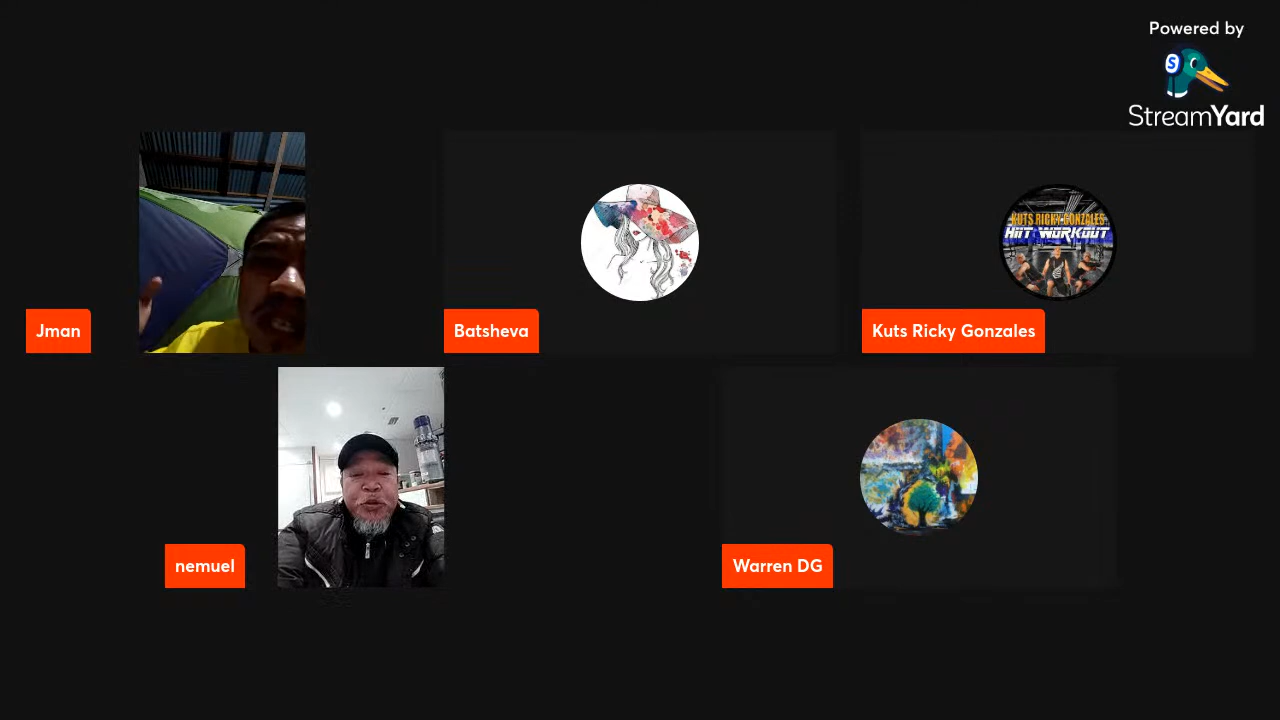 Powered by
S
StreamYard
Jman
Batsheva
KUTS RICKY GONZALES
HIIT WORKOUT
Kuts Ricky Gonzales
nemuel
Warren DG